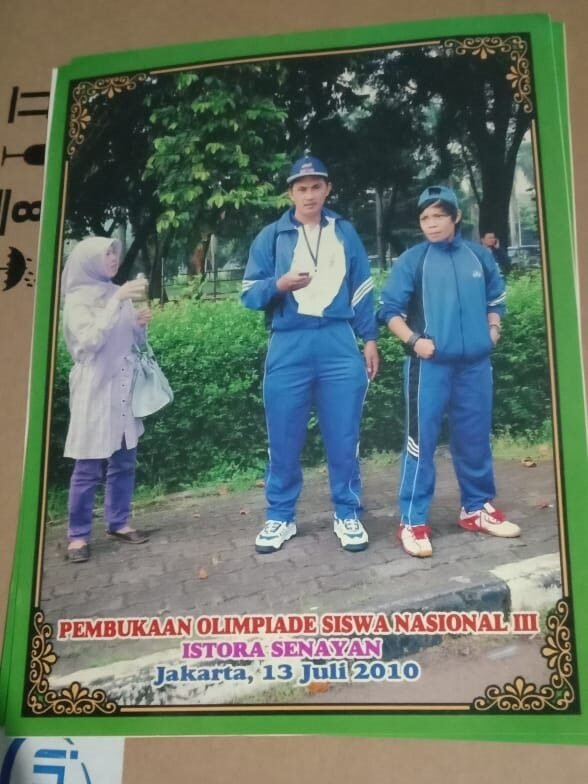 PEMBUKAAN OLIMPIADE SISWA NASIONAL III
ISTORA SENAYAN
Jakarta, 13 Juli 2010